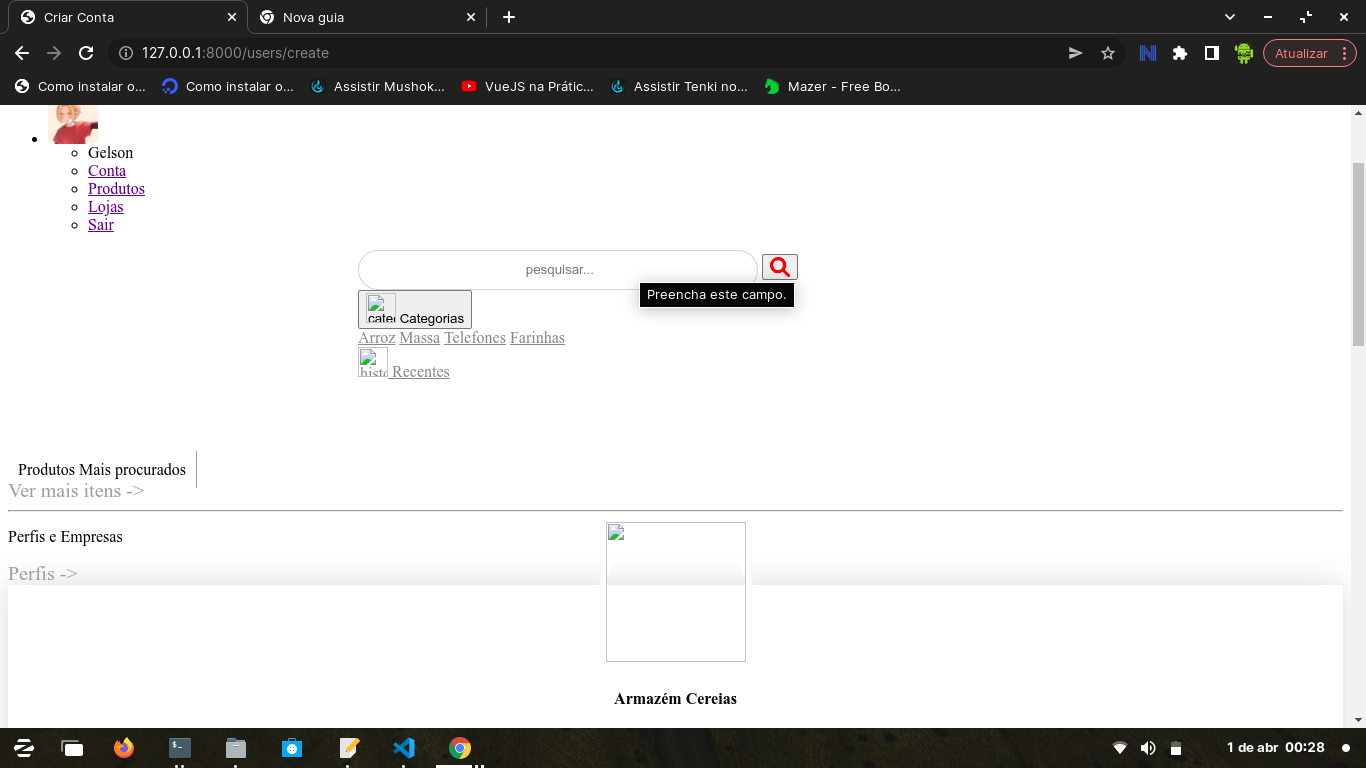 Criar Conta
Nova guia
127.0.0.1:8000/users/create
Atualizar
Como instalar o...
Como instalar o...
Assistir Mushok...
VueJS na Prátic...
Assistir Tenki no...
Mazer - Free Bo...
Gelson
Conta
Produtos
Lojas
Sair
pesquisar...
Preencha este campo.
Categorias
Arroz Massa Telefones Farinhas
Recentes
Produtos Mais procurados
Ver mais itens ->
Perfis e Empresas
Perfis ->
Armazém Cereias
1 de abr 00:28